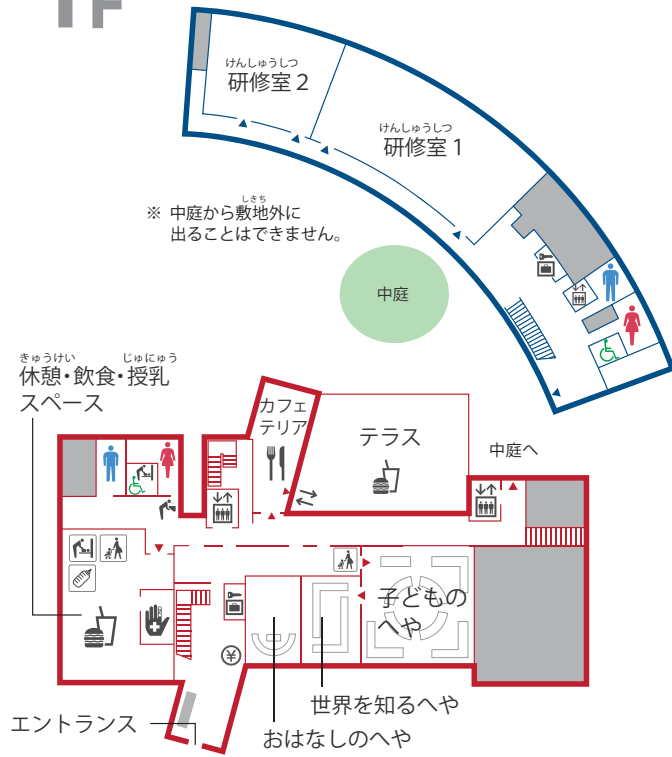 1F
けんしゅうしつ
研修室 2
けんしゅうしつ
研修室 1
しきち
※ 中庭から敷地外に
出ることはできません。
中庭
きゅうけい じゅにゅう
休憩・飲食・授乳
スペース
カフェ
テリア
テラス
中庭へ
子どもの
へや
¥
世界を知るへや
エントランス
おはなしのへや